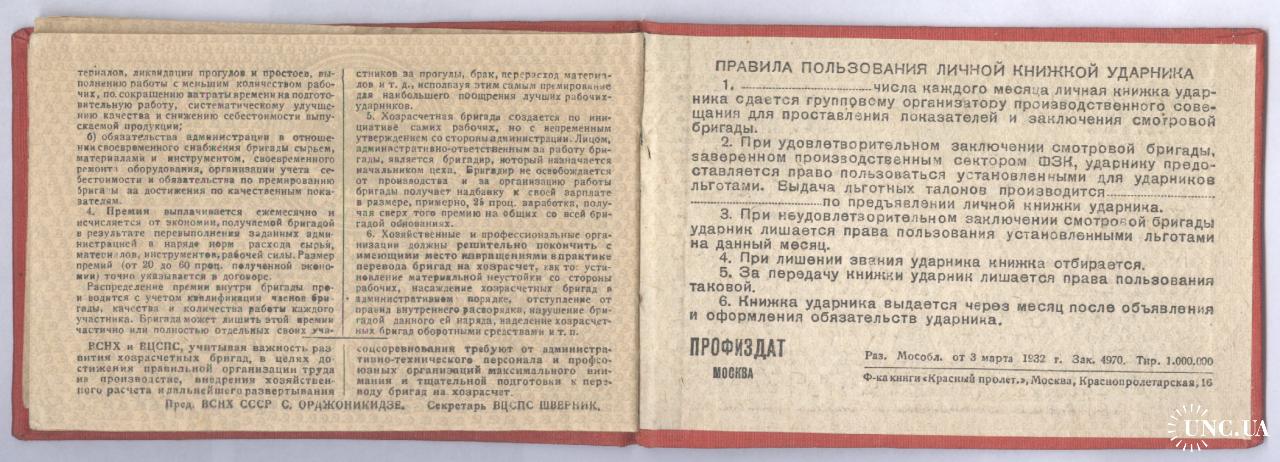 териалов, ликвидации прогулов и простоев, вы-
полнению работы с меньшим количеством рабо-
чих, по сокращению затраты времени на подгото-
вительную работу, систематическому улучше-
нию качества и снижению себестоимости выпу-
скаемой продукции;
б) обязательства администрации в отноше-
нии своевременного снабжения бригады сырьем,
материалами и инструментом, своевременного
ремонта оборудования, организации учета се-
бестоимости и обязательства по премированию
бригады за достижения по качественным пока-
зателям.
4. Премия выплачивается ежемесячно и
исчисляется от экономии, получаемой бригадой
в результате перевыполнения заданных адми-
нистрацией в наряде норм расхода сырья,
материалов, инструментов, рабочей силы. Размер
премий (от 20 до 60 проц. полученной эконо-
мии) точно указывается в договоре.
Распределение премии внутри бригады про-
изводится с учетом квалификации членов бри-
гады, качества и количества работы каждого
участника. Бригада может лишить этой премии
частично или полностью отдельных своих уча-
стников за прогулы, брак, перерасход материа-
лов и т. д., используя этим самым премирование
для наибольшего поощрения лучших рабочих-
ударников.
5. Хозрасчетная бригада создается по ини-
циативе самих рабочих, но с непременным
утверждением со стороны администрации. Лицом,
административно-ответственным за работу бри-
гады, является бригадир, который назначается
начальником цеха. Бригадир не освобождается
от производства и за организацию работы
бригады получает надбавку к своей зарплате
в размере, примерно, 25 проц. заработка, полу-
чая сверх того премию на общих со всей бри-
гадой обнованиях.
6. Хозяйственные и профессиональные орга-
низации должны решительно покончить с
имеющими место извращениями в практике
перевода бригад на хозрасчет, как то: уста-
новление материальной неустойки со стороны
рабочих, насаждение хозрасчетных бригад в
административном порядке, отступление от
правил внутреннего распорядка, нарушение бри-
гадой данного ей наряда, наделение хозрасчет-
ных бригад оборотными средствами и т. п.
ВСНХ и ВЦСПС, учитывая важность раз
вития хозрасчетных бригад, в целях до-
стижения правильной организации труда
на производстве, внедрения хозяйствен-
ного расчета и дальнейшего развертывания
соцсоревнования требуют от администра-
тивно-технического персонала и профсо-
юзных организаций максимального вни-
мания и тщательной подготовки к пере-
воду бригад на хозрасчет.
Пред. ВСНХ СССР С. ОРДЖОНИКИДЗЕ. Секретарь ВЦСПС ШВЕРНИК.
ПРАВИЛА ПОЛЬЗОВАНИЯ ЛИЧНОЙ КНИЖКОЙ УДАРНИКА
1. числа каждого месяца личная книжка удар-
ника сдается групповому организатору производственного сове-
щания для проставления показателей и заключения смотровой
бригады.
2. При удовлетворительном заключении смотровой бригады,
заверенном производственным сектором ФЗК, ударнику предо-
ставляется право пользоваться установленными для ударников
льготами. Выдача льготных талонов производится
по предъявлении личной книжки ударника.
3. При неудовлетворительном заключении смотровой бригады
ударник лишается права пользования установленными льготами
на данный месяц.
4. При лишении звания ударника книжка отбирается.
5. За передачу книжки ударник лишается права пользования
таковой.
6. Книжка ударника выдается через месяц после объявления
и оформления обязательств ударника.
ПРОФИЗДАТ
МОСКВА
Раз. Мособл. от 3 марта 1932 г. Зак. 4970. Тир. 1.000.000
Ф-ка книги «Красный пролет.», Москва, Краснопролетарская, 16
UNC.UA